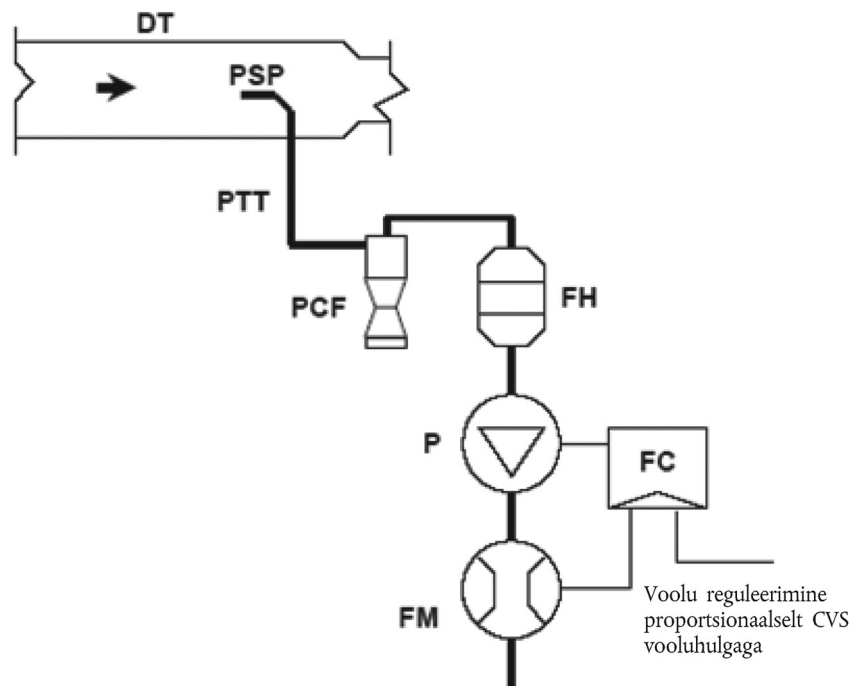 DT
PSP
PTT
PCF
FH
P
FC
FM
Voolu reguleerimine
proportsionaalselt CVS
vooluhulgaga